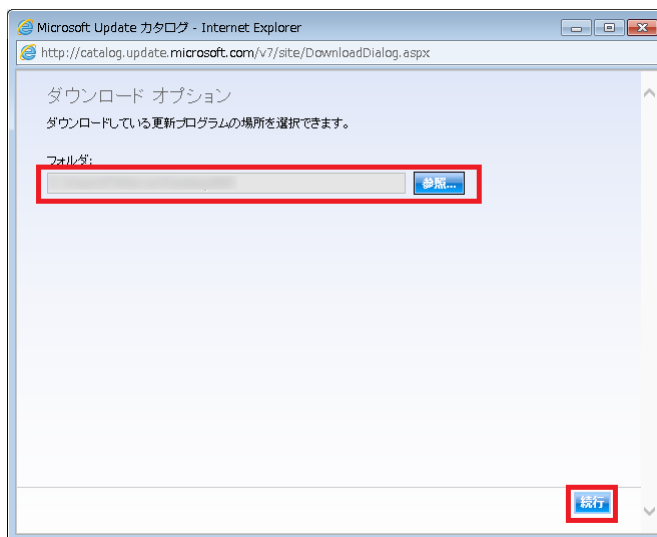 Microsoft Update カタログ - Internet Explorer
http://catalog.update.microsoft.com/v7/site/DownloadDialog.aspx
ダウンロード オプション
ダウンロードしている更新プログラムの場所を選択できます。
フォルダ:
参照...
続行